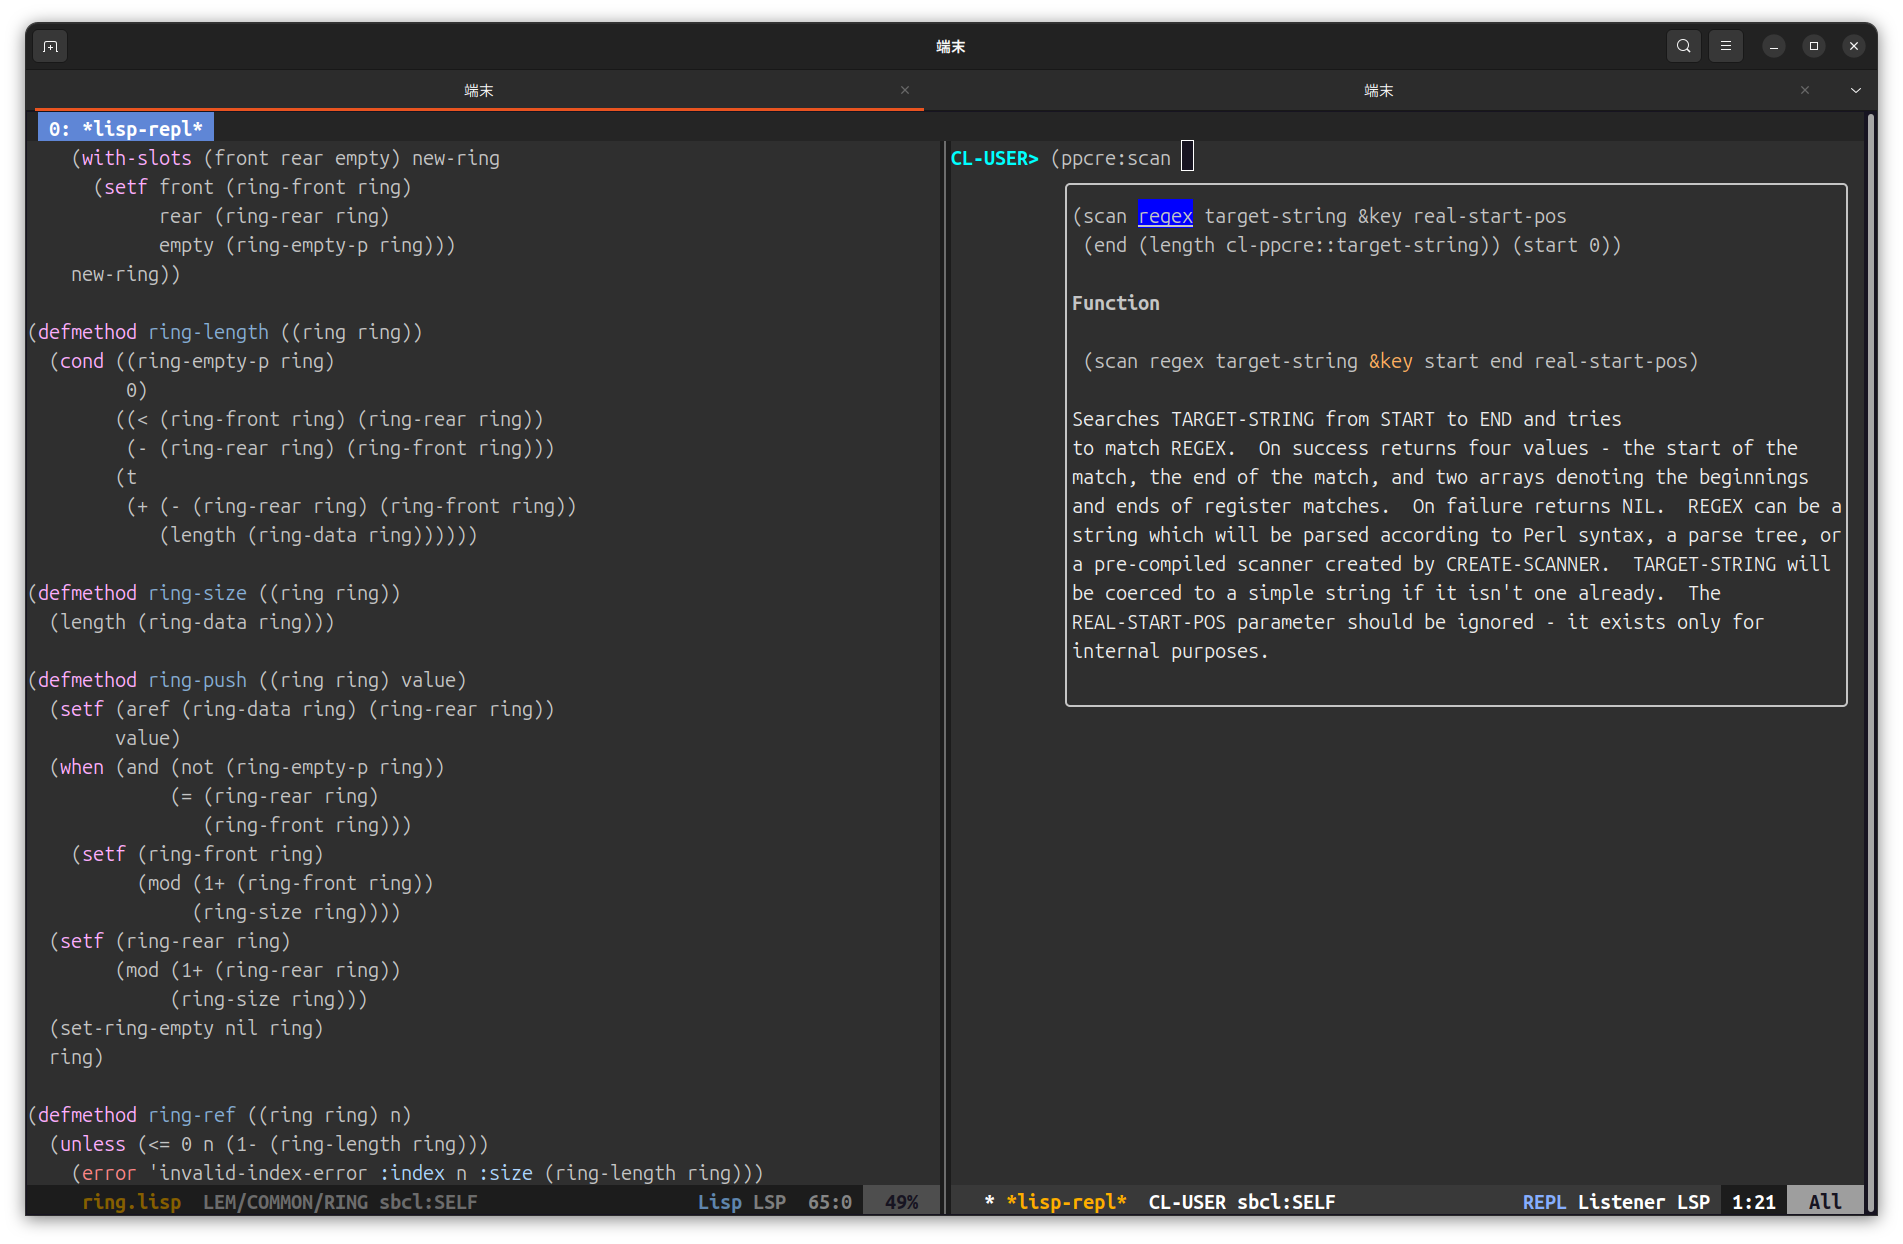 端末
端末
端末
0: *lisp-repl*
(with-slots (front rear empty) new-ring
(setf front (ring-front ring)
rear (ring-rear ring)
empty (ring-empty-p ring)))
new-ring))
(defmethod ring-length ((ring ring))
(cond ((ring-empty-p ring)
0)
((< (ring-front ring) (ring-rear ring))
(- (ring-rear ring) (ring-front ring)))
(t
(+ (- (ring-rear ring) (ring-front ring))
(length (ring-data ring))))))
(defmethod ring-size ((ring ring))
(length (ring-data ring)))
(defmethod ring-push ((ring ring) value)
(setf (aref (ring-data ring) (ring-rear ring))
value)
(when (and (not (ring-empty-p ring))
(= (ring-rear ring)
(ring-front ring)))
(setf (ring-front ring)
(mod (1+ (ring-front ring))
(ring-size ring))))
(setf (ring-rear ring)
(mod (1+ (ring-rear ring))
(ring-size ring)))
(set-ring-empty nil ring)
ring)
(defmethod ring-ref ((ring ring) n)
(unless (<= 0 n (1- (ring-length ring)))
(error 'invalid-index-error :index n :size (ring-length ring)))
ring.lisp LEM/COMMON/RING sbcl:SELF Lisp LSP 65:0 49%
CL-USER> (ppcre:scan
(scan regex target-string &key real-start-pos
(end (length cl-ppcre::target-string)) (start 0))
Function
(scan regex target-string &key start end real-start-pos)
Searches TARGET-STRING from START to END and tries
to match REGEX.  On success returns four values - the start of the
match, the end of the match, and two arrays denoting the beginnings
and ends of register matches.  On failure returns NIL.  REGEX can be a
string which will be parsed according to Perl syntax, a parse tree, or
a pre-compiled scanner created by CREATE-SCANNER.  TARGET-STRING will
be coerced to a simple string if it isn't one already.  The
REAL-START-POS parameter should be ignored - it exists only for
internal purposes.
* *lisp-repl* CL-USER sbcl:SELF REPL Listener LSP 1:21 All